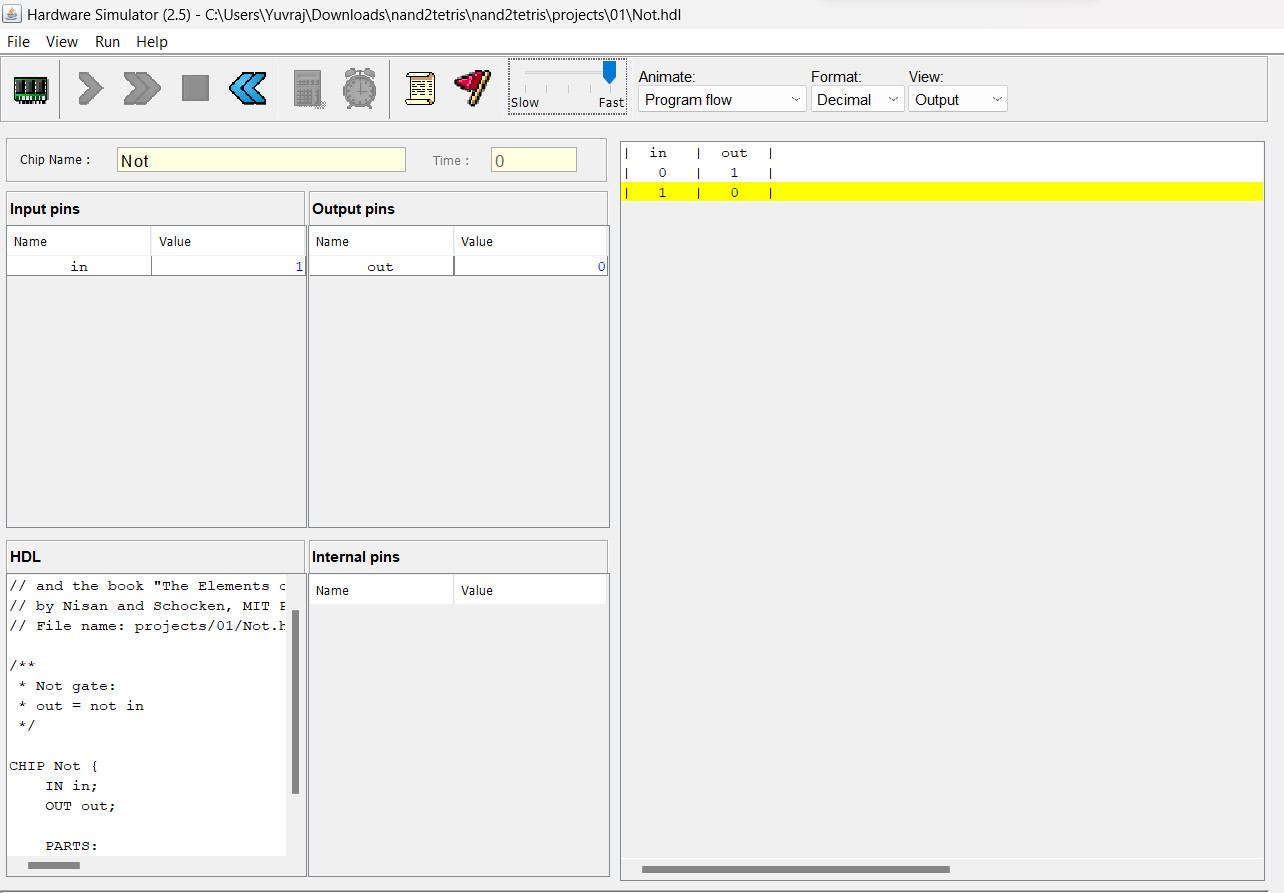 Hardware Simulator (2.5) - C:\Users\Yuvraj\Downloads\nand2tetris\nand2tetris\projects\01\Not.hdl
File View Run Help
Slow Fast
Animate: Format: View:
Program flow Decimal Output
Chip Name : Not Time : 0
Input pins
Name Value
in 1
Output pins
Name Value
out 0
HDL
// and the book "The Elements o
// by Nisan and Schocken, MIT P
// File name: projects/01/Not.h
/**
* Not gate:
* out = not in
*/
CHIP Not {
IN in;
OUT out;
PARTS:
Internal pins
Name Value
| in | out |
| 0 | 1 |
| 1 | 0 |